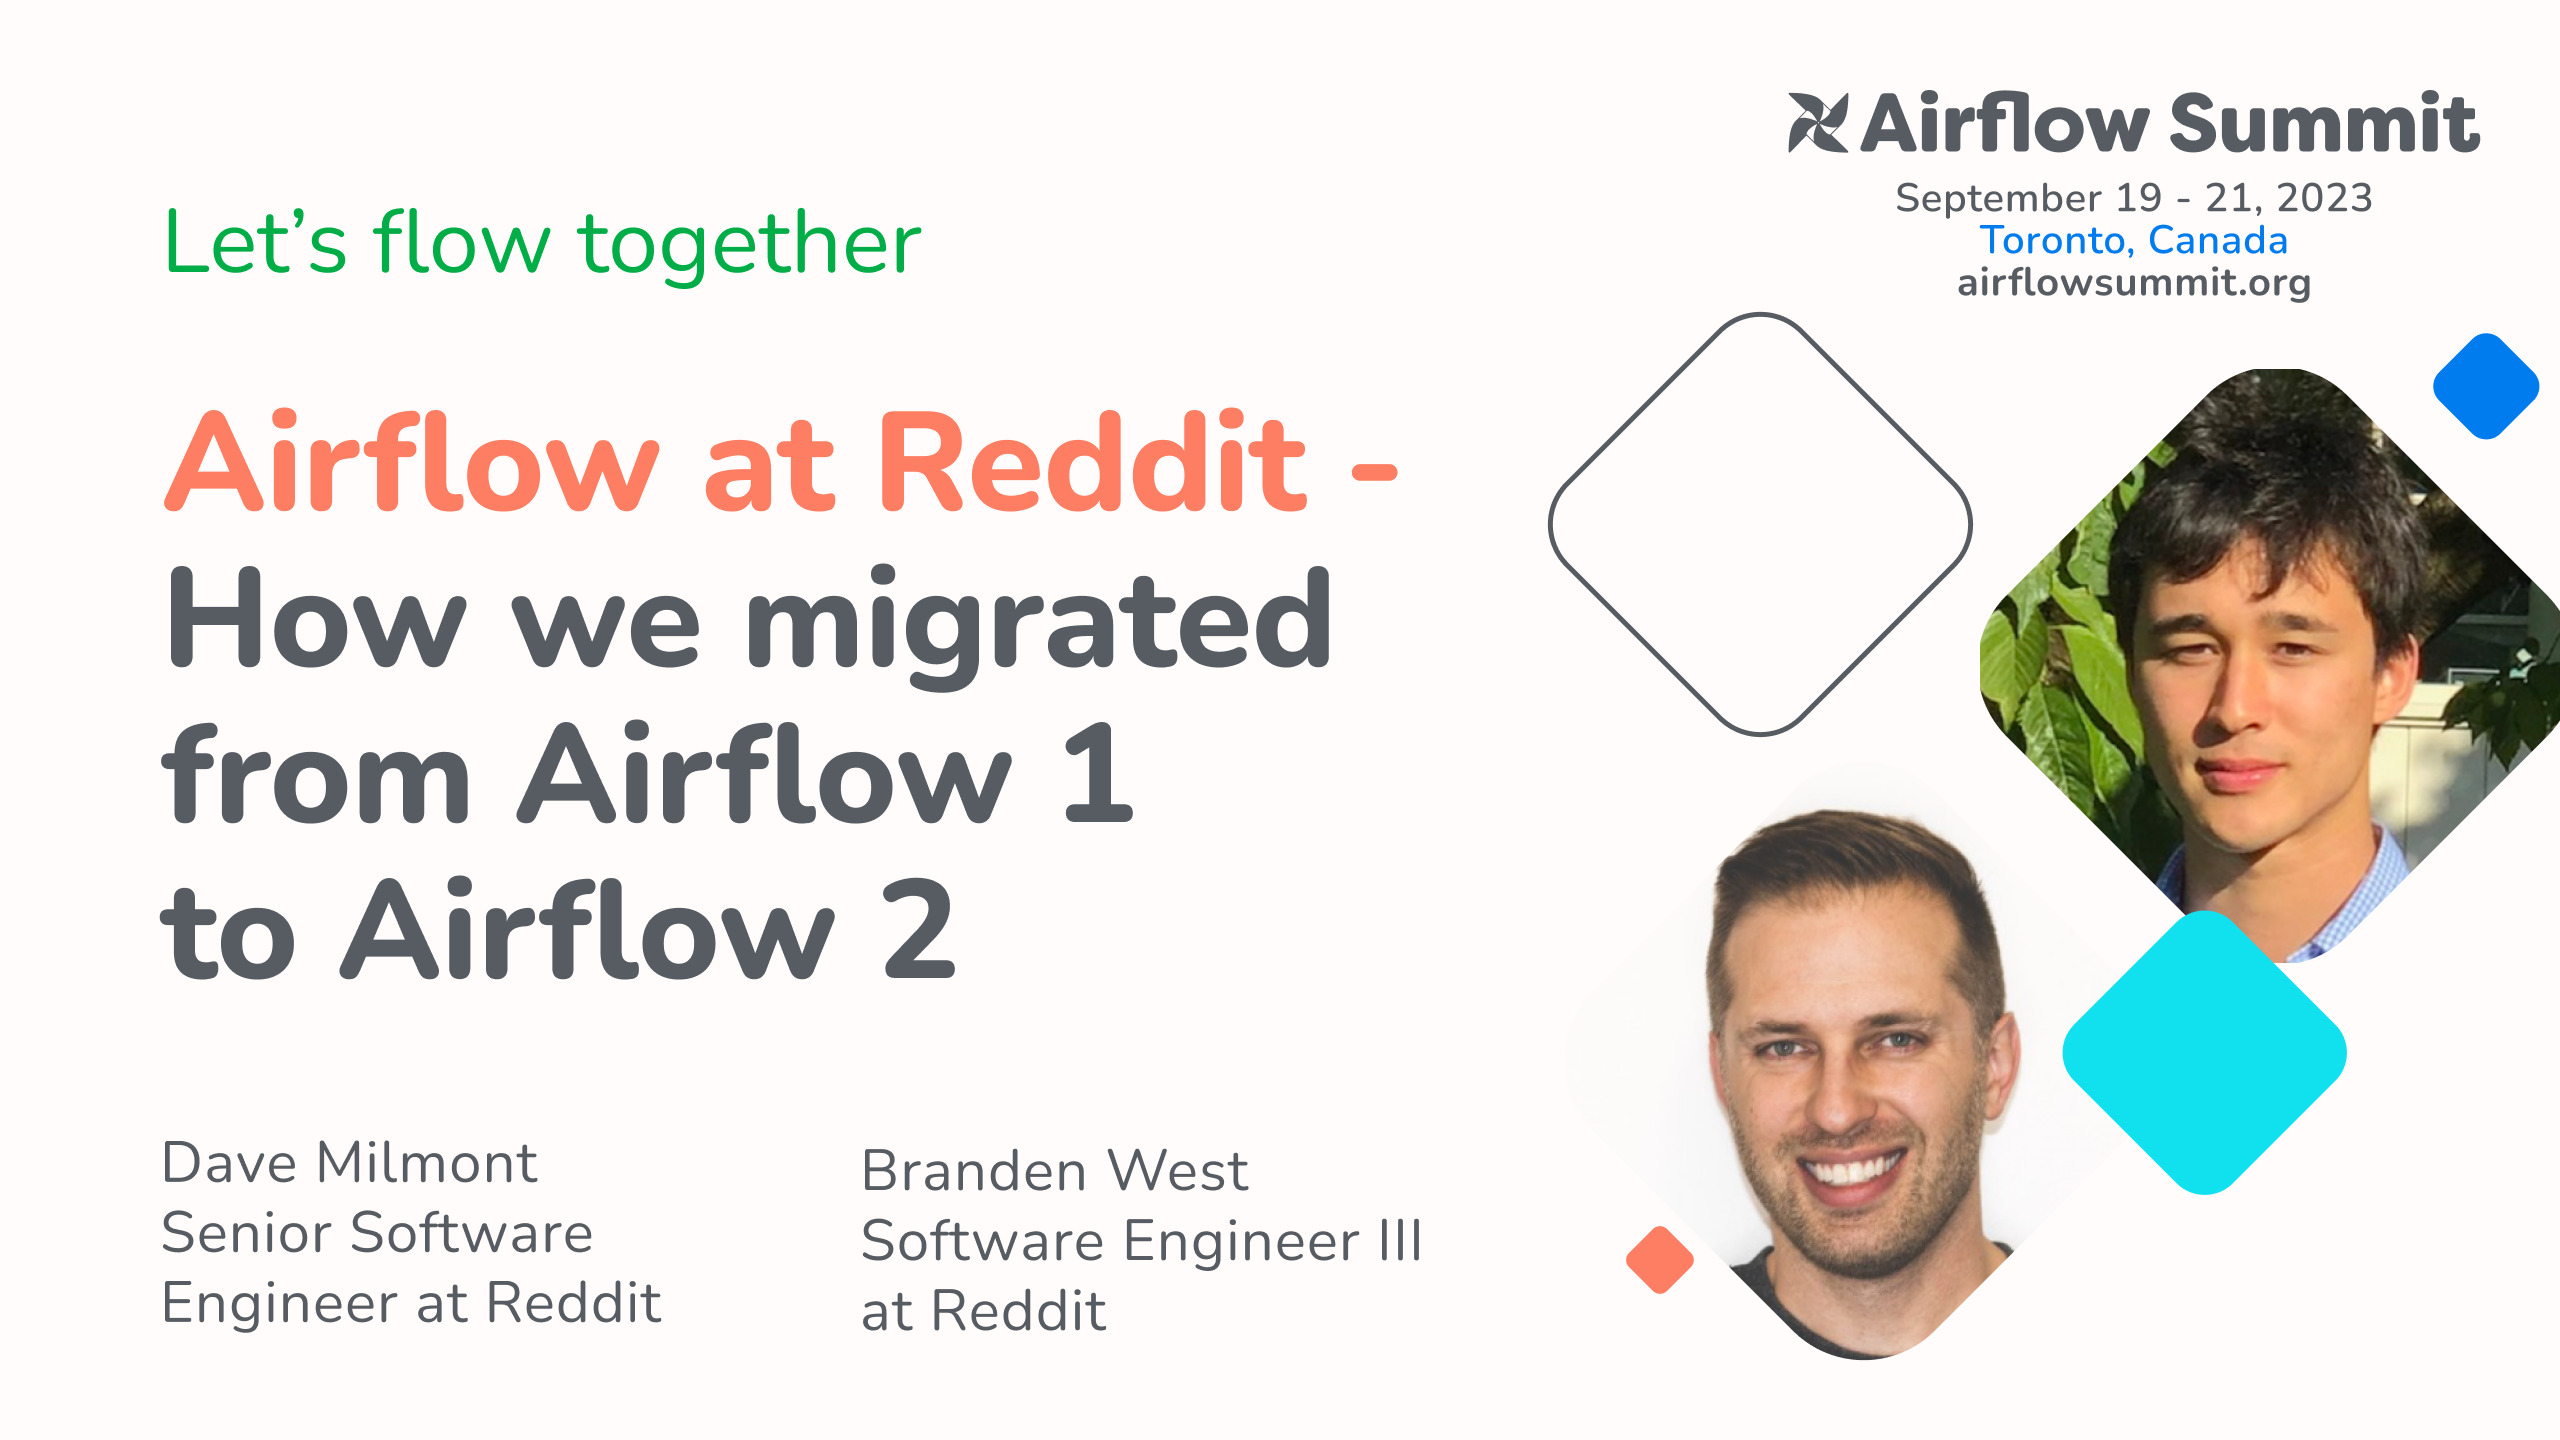 Airflow Summit
September 19 - 21, 2023
Toronto, Canada
airflowsummit.org
Let’s flow together
Airflow at Reddit -
How we migrated
from Airflow 1
to Airflow 2
Dave Milmont
Senior Software
Engineer at Reddit
Branden West
Software Engineer III
at Reddit